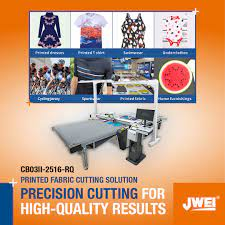 Printed dresses
Printed T-shirt
Swimwear
Underclothes
Cycling jersey
Sportswear
Printed fabric
Home furnishings
CB03II-2516-RQ
PRINTED FABRIC CUTTING SOLUTION
PRECISION CUTTING FOR
HIGH-QUALITY RESULTS
JWEI